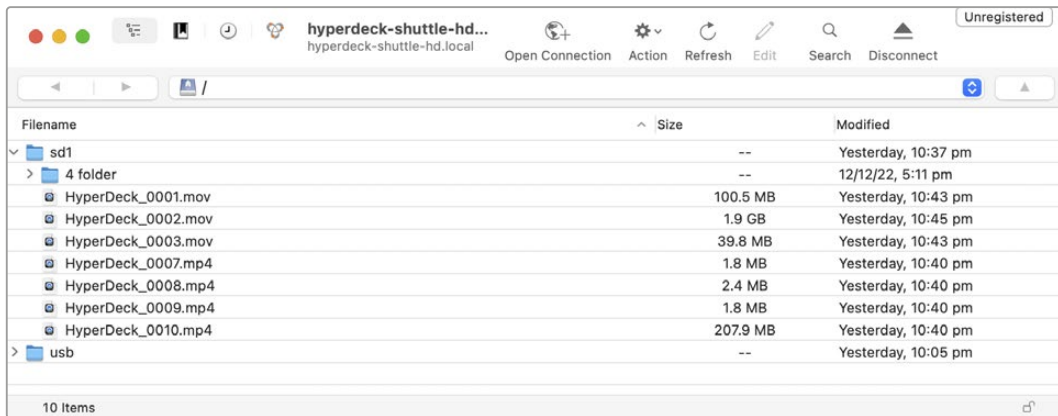 Unregistered
hyperdeck-shuttle-hd...
hyperdeck-shuttle-hd.local
Open Connection Action Refresh Edit Search Disconnect
/
Filename Size Modified
sd1 -- Yesterday, 10:37 pm
4 folder -- 12/12/22, 5:11 pm
HyperDeck_0001.mov 100.5 MB Yesterday, 10:43 pm
HyperDeck_0002.mov 1.9 GB Yesterday, 10:45 pm
HyperDeck_0003.mov 39.8 MB Yesterday, 10:43 pm
HyperDeck_0007.mp4 1.8 MB Yesterday, 10:40 pm
HyperDeck_0008.mp4 2.4 MB Yesterday, 10:40 pm
HyperDeck_0009.mp4 1.8 MB Yesterday, 10:40 pm
HyperDeck_0010.mp4 207.9 MB Yesterday, 10:40 pm
usb -- Yesterday, 10:05 pm
10 Items